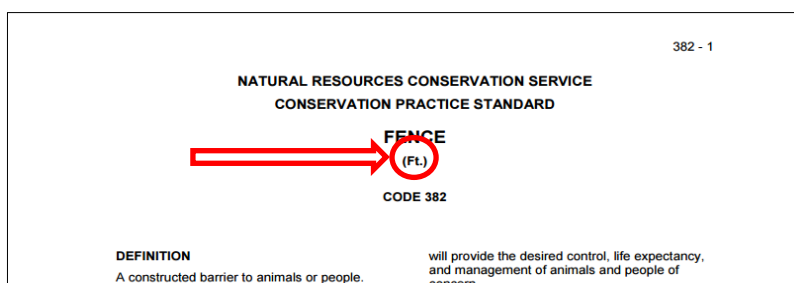 382 - 1
NATURAL RESOURCES CONSERVATION SERVICE
CONSERVATION PRACTICE STANDARD
FENCE
(Ft.)
CODE 382
DEFINITION
A constructed barrier to animals or people.
will provide the desired control, life expectancy,
and management of animals and people of
concern